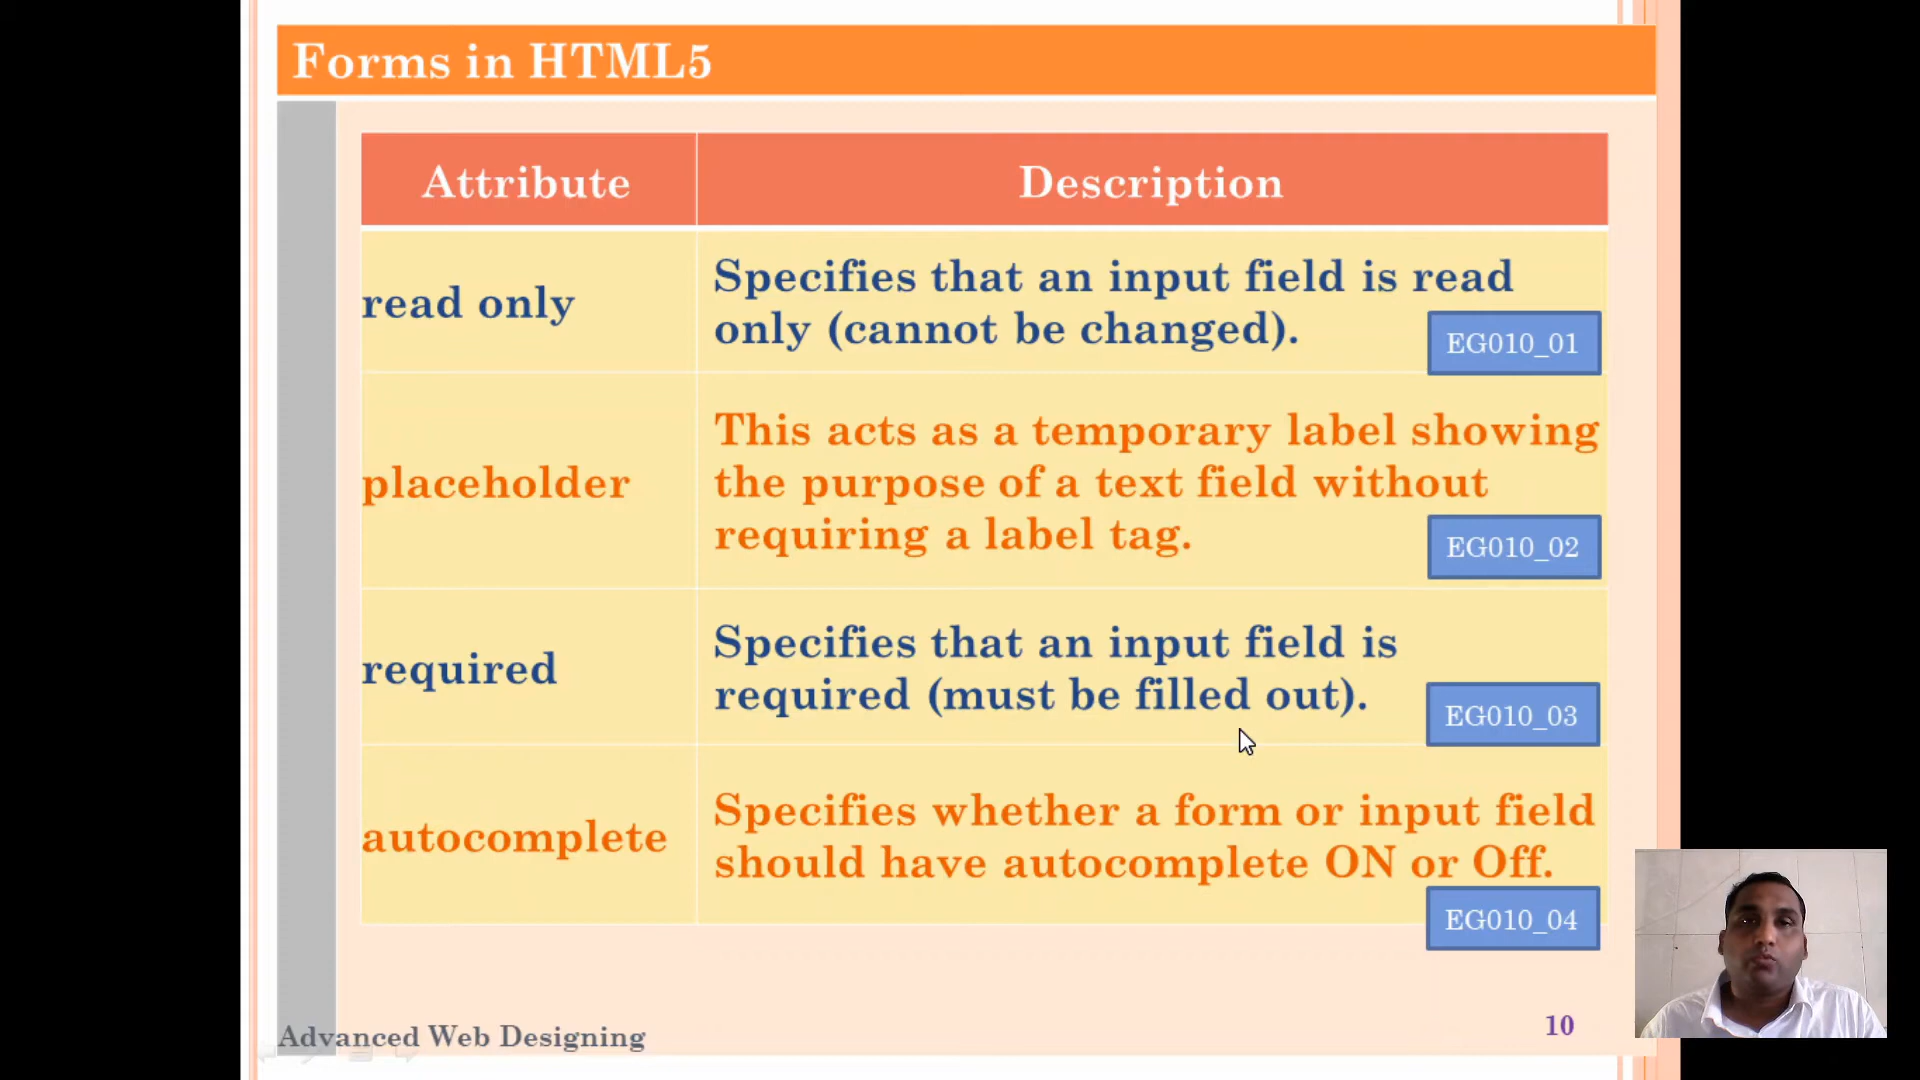 Forms in HTML5
Attribute
Description
read only
Specifies that an input field is read
only (cannot be changed).
EG010_01
placeholder
This acts as a temporary label showing
the purpose of a text field without
requiring a label tag.
EG010_02
required
Specifies that an input field is
required (must be filled out).
EG010_03
autocomplete
Specifies whether a form or input field
should have autocomplete ON or Off.
EG010_04
Advanced Web Designing
10